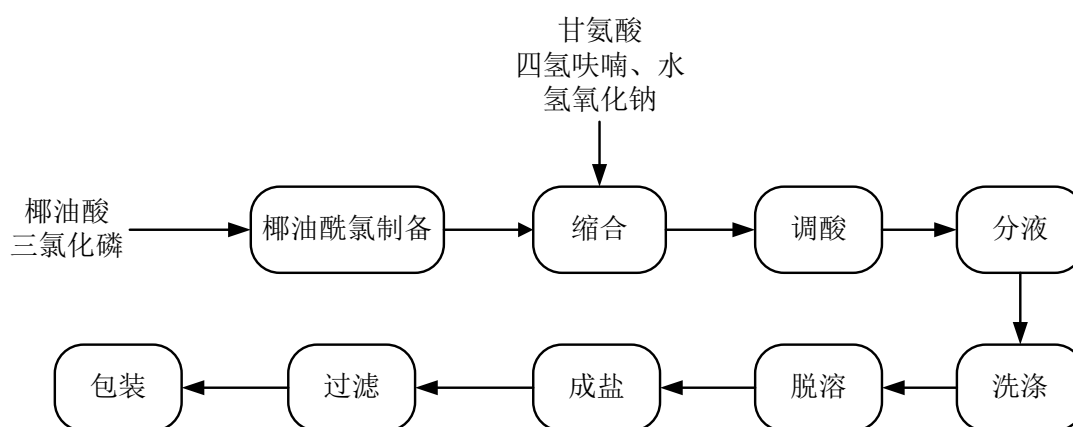 甘氨酸
四氢呋喃、水
氢氧化钠
椰油酸
三氯化磷
椰油酰氯制备
缩合
调酸
分液
洗涤
脱溶
成盐
过滤
包装